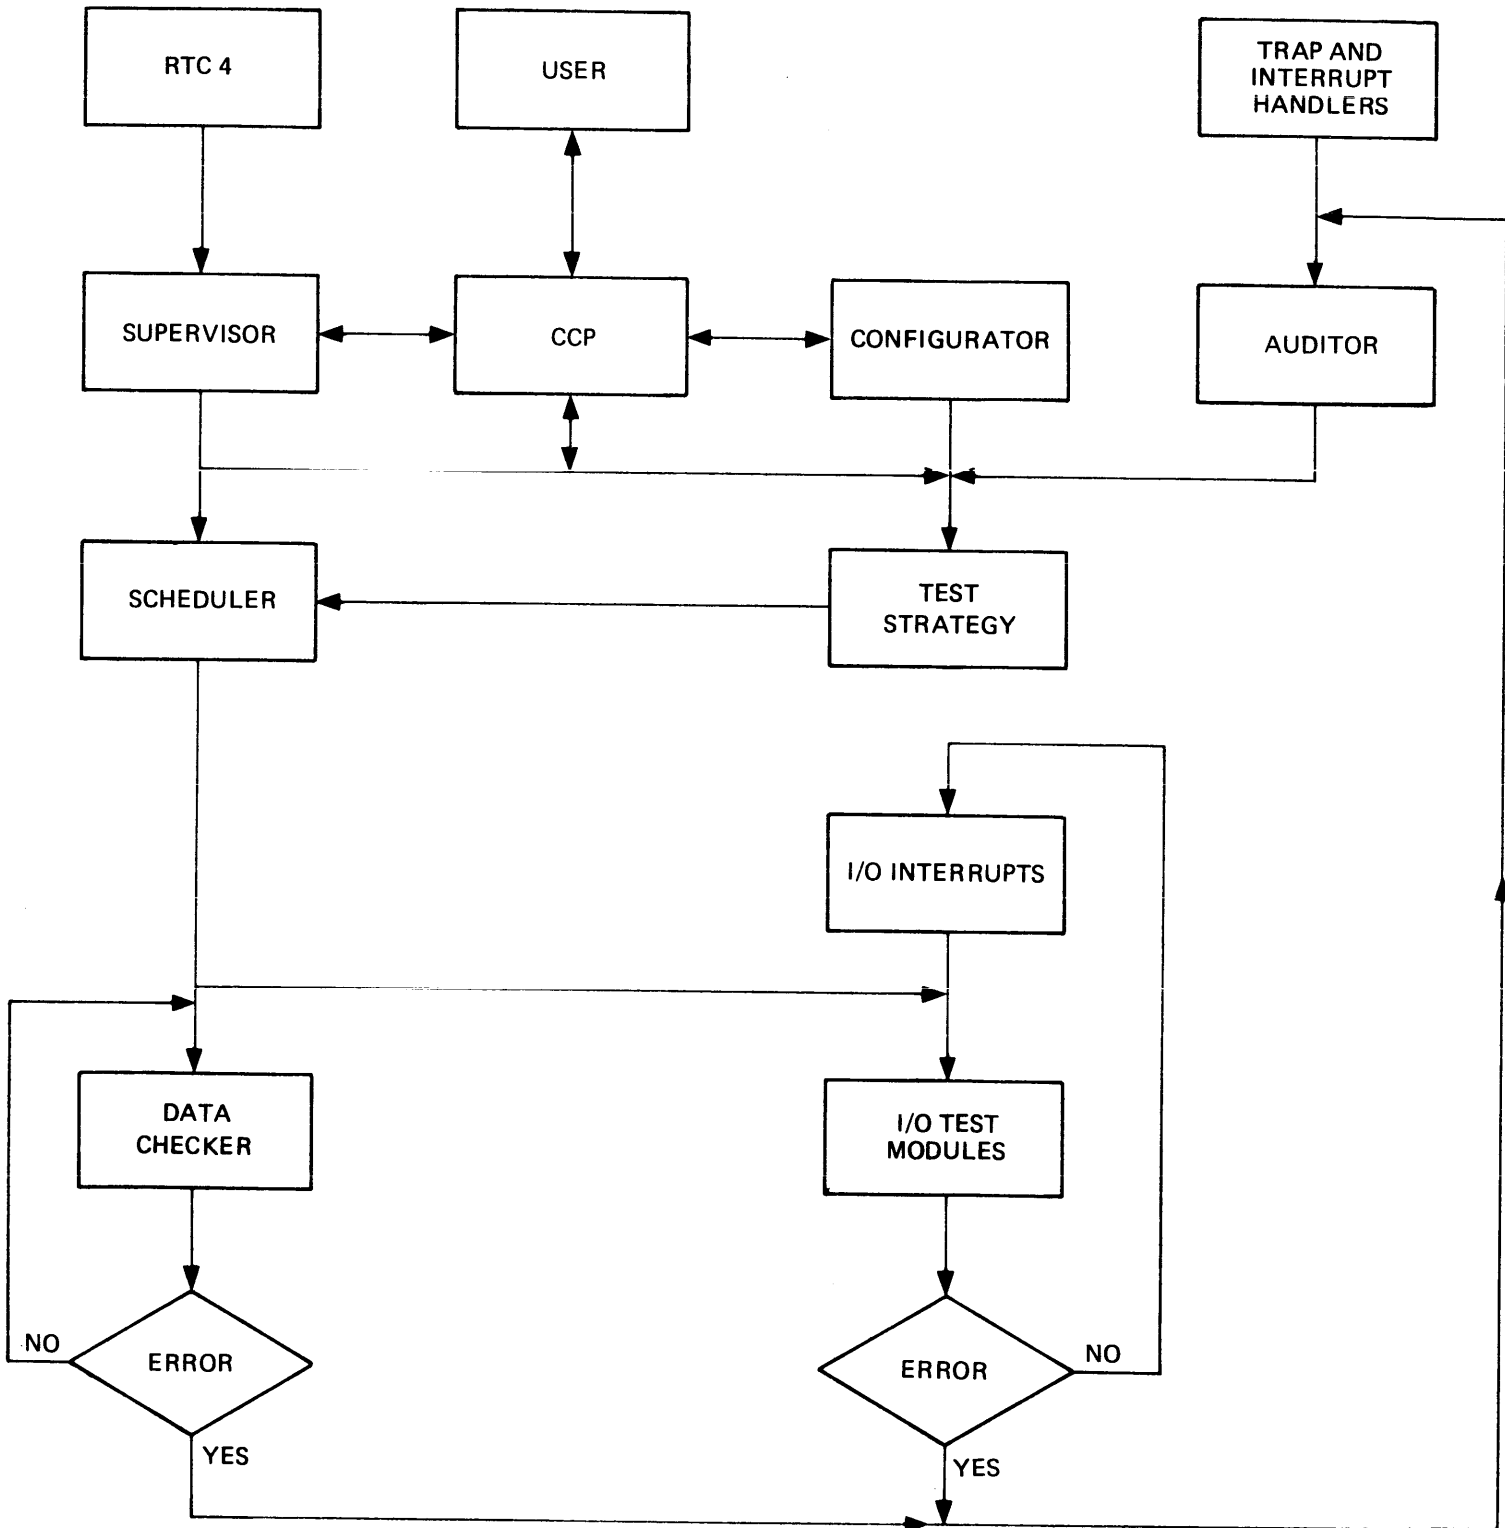 RTC 4
USER
TRAP AND
INTERRUPT
HANDLERS
SUPERVISOR
CCP
CONFIGURATOR
AUDITOR
SCHEDULER
TEST
STRATEGY
I/O INTERRUPTS
DATA
CHECKER
I/O TEST
MODULES
NO
ERROR
ERROR
NO
YES
YES